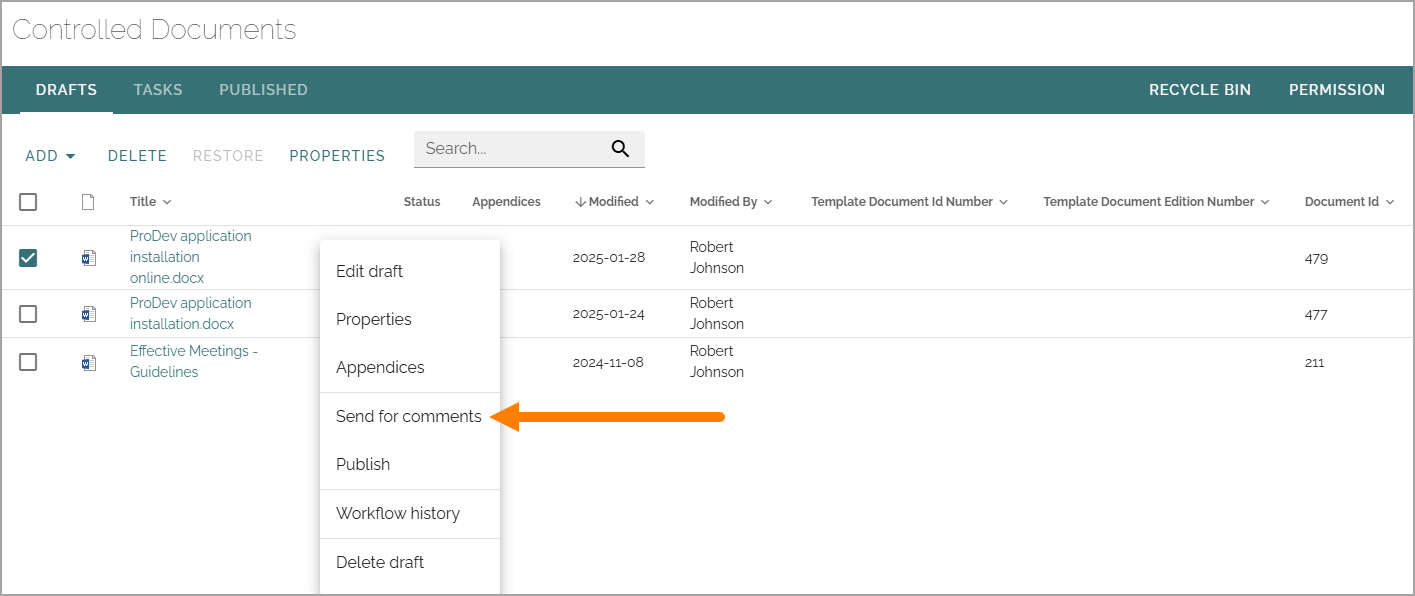 Controlled Documents
DRAFTS TASKS PUBLISHED RECYCLE BIN PERMISSION
ADD DELETE RESTORE PROPERTIES Search...
Title Status Appendices Modified Modified By Template Document Id Number Template Document Edition Number Document Id
ProDev application
installation
online.docx
2025-01-28
Robert
Johnson
479
ProDev application
installation.docx
2025-01-24
Robert
Johnson
477
Effective Meetings -
Guidelines
2024-11-08
Robert
Johnson
211
Edit draft
Properties
Appendices
Send for comments
Publish
Workflow history
Delete draft